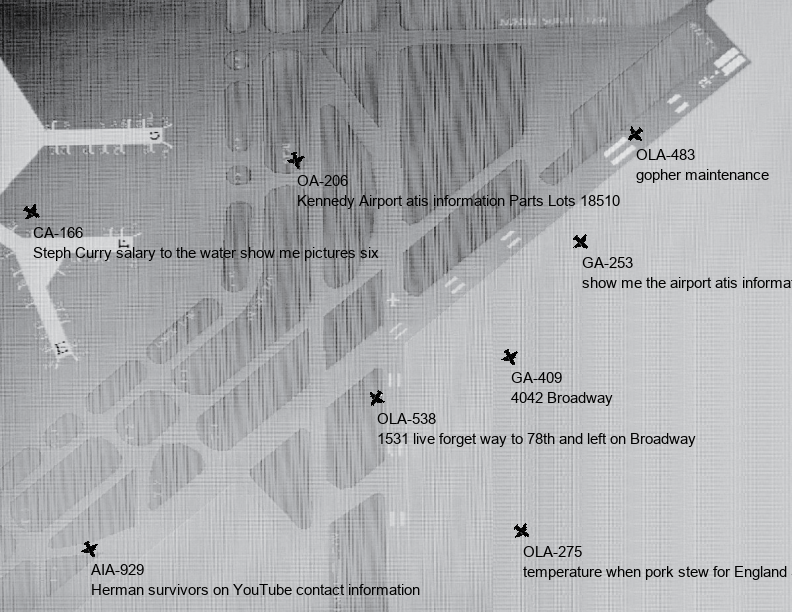 OLA-483
gopher maintenance
OA-206
Kennedy Airport atis information Parts Lots 18510
CA-166
Steph Curry salary to the water show me pictures six
GA-253
show me the airport atis informa
GA-409
4042 Broadway
OLA-538
1531 live forget way to 78th and left on Broadway
OLA-275
temperature when pork stew for England
AIA-929
Herman survivors on YouTube contact information